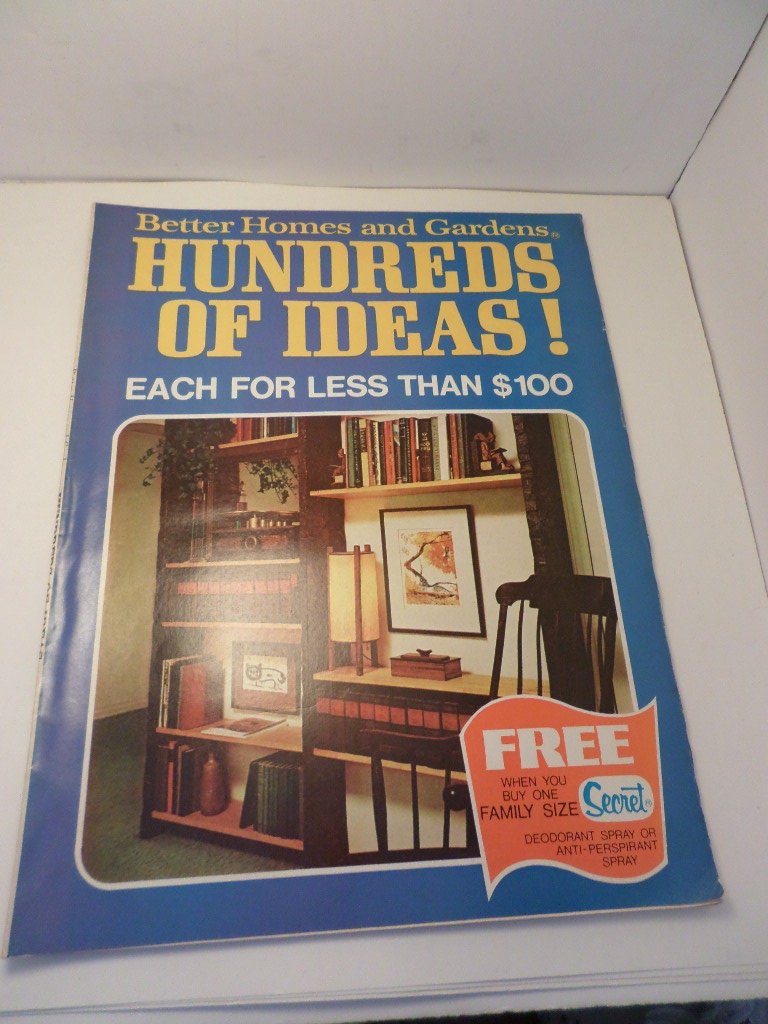 Better Homes and Gardens®
HUNDREDS
OF IDEAS!
EACH FOR LESS THAN $100
FREE
WHEN YOU
BUY ONE
FAMILY SIZE
Secret®
DEODORANT SPRAY OR
ANTI-PERSPIRANT
SPRAY